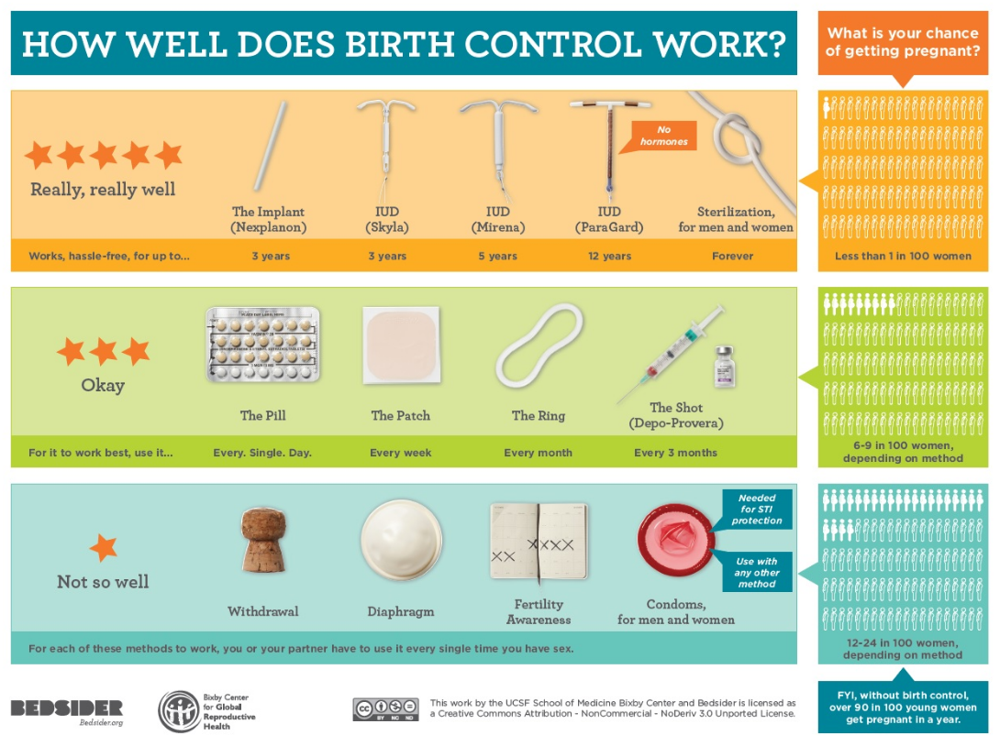 HOW WELL DOES BIRTH CONTROL WORK?
What is your chance
of getting pregnant?
Really, really well
The Implant
(Nexplanon)
IUD
(Skyla)
IUD
(Mirena)
No
hormones
IUD
(ParaGard)
Sterilization,
for men and women
Works, hassle-free, for up to...
3 years
3 years
5 years
12 years
Forever
Less than 1 in 100 women
Okay
The Pill
The Patch
The Ring
The Shot
(Depo-Provera)
For it to work best, use it...
Every. Single. Day.
Every week
Every month
Every 3 months
6-9 in 100 women,
depending on method
Not so well
Withdrawal
Diaphragm
Fertility
Awareness
Condoms,
for men and women
Needed
for STI
protection
Use with
any other
method
For each of these methods to work, you or your partner have to use it every single time you have sex.
12-24 in 100 women,
depending on method
FYI, without birth control,
over 90 in 100 young women
get pregnant in a year.
BEDSIDER
Bedsider.org
Bixby Center
for Global
Reproductive
Health
cc
BY NC ND
This work by the UCSF School of Medicine Bixby Center and Bedsider is licensed as
a Creative Commons Attribution - NonCommercial - NoDeriv 3.0 Unported License.